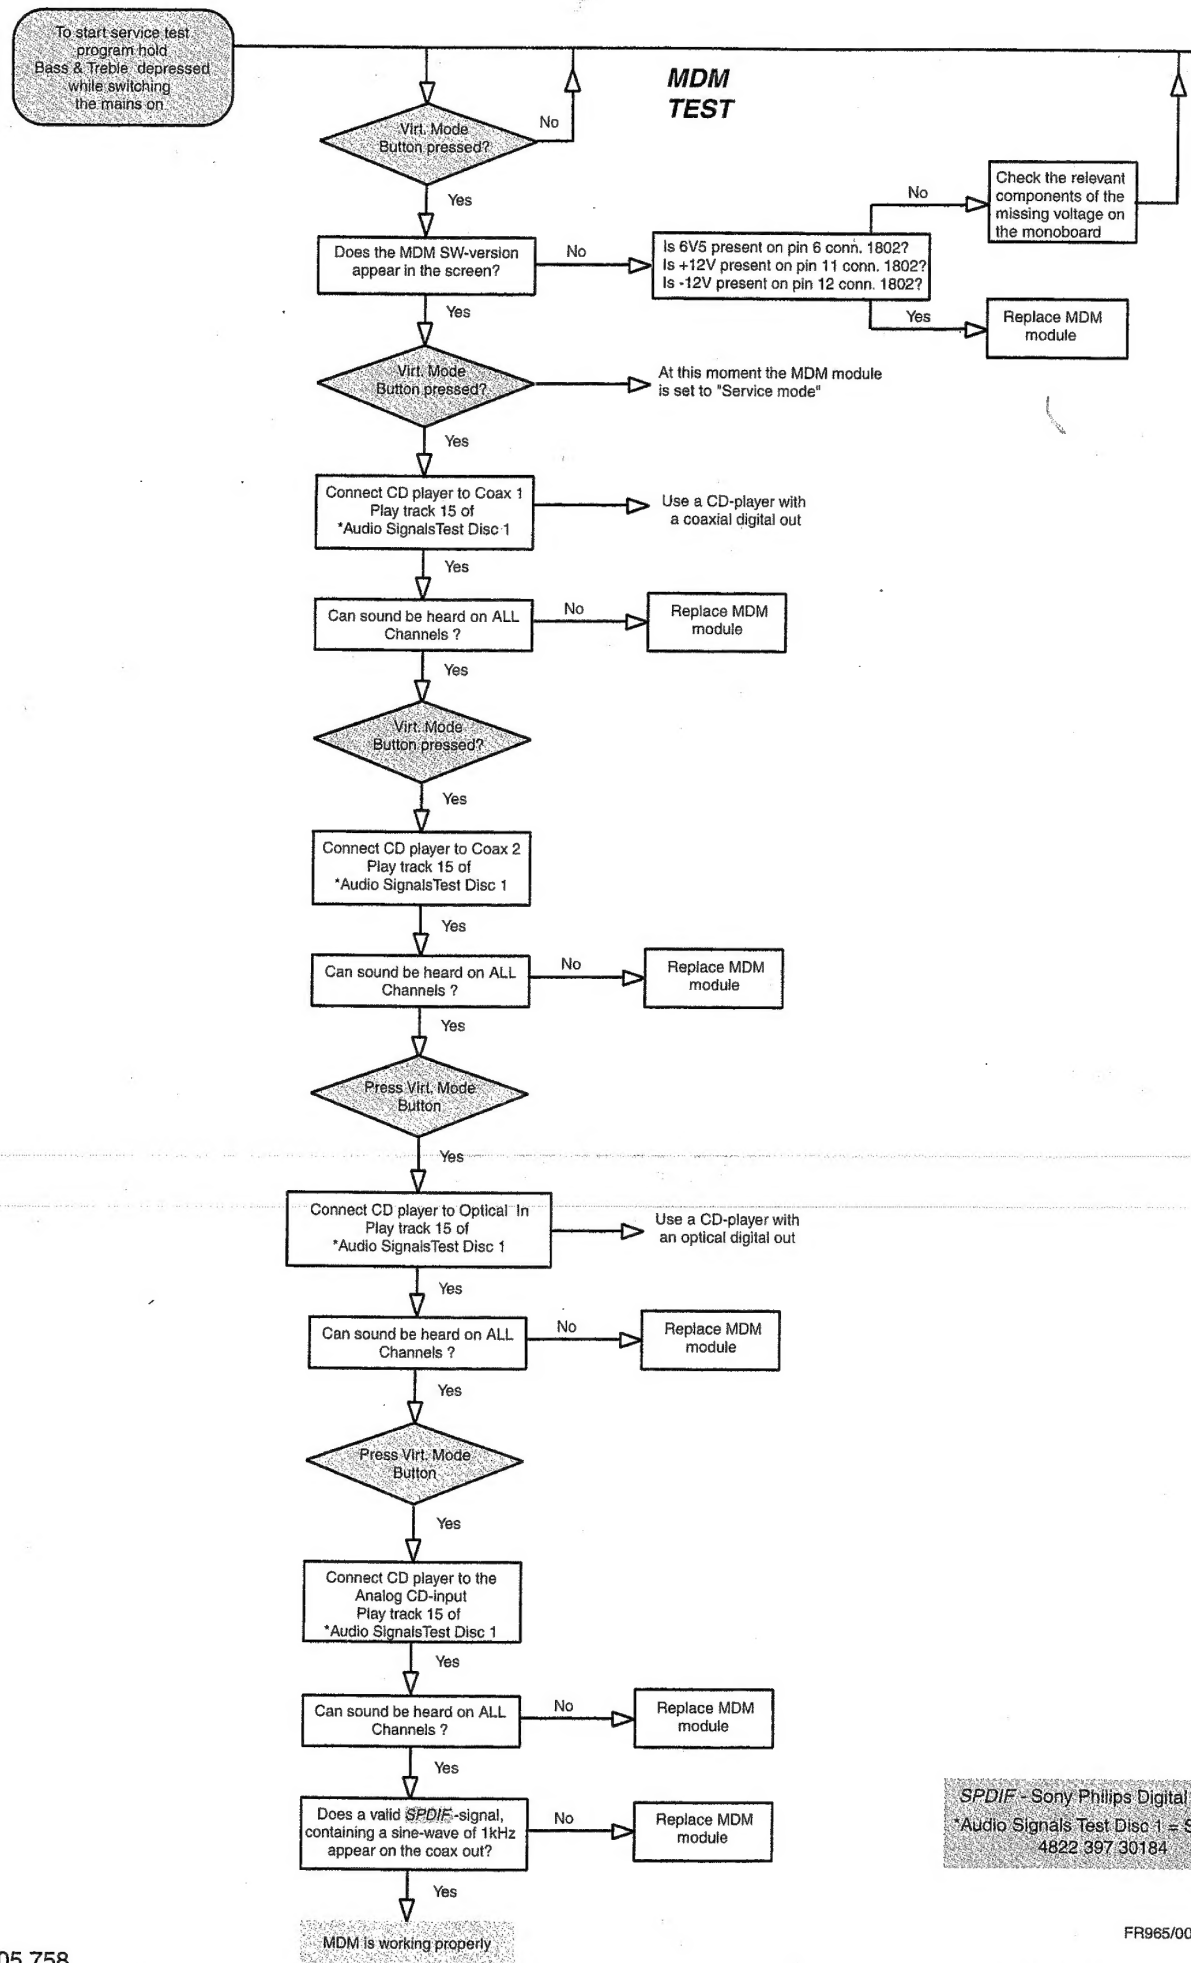 To start service test
program hold
Bass & Treble depressed
while switching
the mains on
MDM
TEST
Virt. Mode
Button pressed?
No
Yes
Does the MDM SW-version
appear in the screen?
No
Is 6V5 present on pin 6 conn. 1802?
Is +12V present on pin 11 conn. 1802?
Is -12V present on pin 12 conn. 1802?
No
Check the relevant
components of the
missing voltage on
the monoboard
Yes
Replace MDM
module
Yes
Virt. Mode
Button pressed?
At this moment the MDM module
is set to "Service mode"
Yes
Connect CD player to Coax 1
Play track 15 of
*Audio SignalsTest Disc 1
Use a CD-player with
a coaxial digital out
Yes
Can sound be heard on ALL
Channels ?
No
Replace MDM
module
Yes
Virt. Mode
Button pressed?
Yes
Connect CD player to Coax 2
Play track 15 of
*Audio SignalsTest Disc 1
Yes
Can sound be heard on ALL
Channels ?
No
Replace MDM
module
Yes
Press Virt. Mode
Button
Yes
Connect CD player to Optical In
Play track 15 of
*Audio SignalsTest Disc 1
Use a CD-player with
an optical digital out
Yes
Can sound be heard on ALL
Channels ?
No
Replace MDM
module
Yes
Press Virt. Mode
Button
Yes
Connect CD player to the
Analog CD-input
Play track 15 of
*Audio SignalsTest Disc 1
Yes
Can sound be heard on ALL
Channels ?
No
Replace MDM
module
Yes
Does a valid SPDIF -signal,
containing a sine-wave of 1kHz
appear on the coax out?
No
Replace MDM
module
Yes
MDM is working properly
SPDIF - Sony Philips Digital
*Audio Signals Test Disc 1 = S
4822 397 30184
FR965/00
05 758